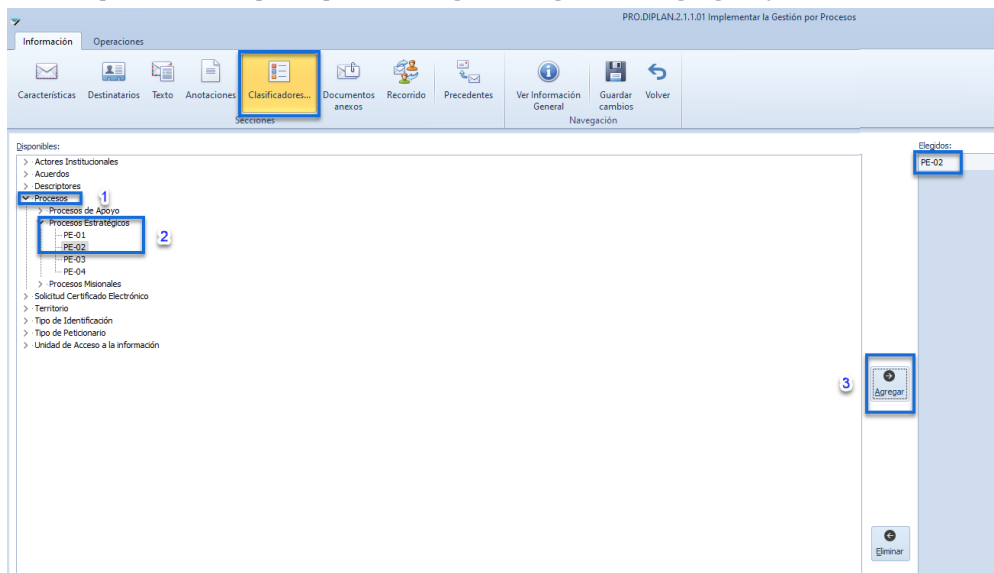 PRO.DIPLAN.2.1.1.01 Implementar la Gestión por Procesos
Información Operaciones
Características Destinatarios Texto Anotaciones Clasificadores... Documentos anexos Recorrido Precedentes Ver Información General Guardar cambios Volver
Secciones Navegación
Disponibles: Elegidos:
> Actores Institucionales PE-02
> Acuerdos
> Descriptores
Procesos 1
> Procesos de Apoyo
Procesos Estratégicos
PE-01 2
PE-02
PE-03
PE-04
> Procesos Misionales
> Solicitud Certificado Electrónico
> Territorio
> Tipo de Identificación
> Tipo de Peticionario
> Unidad de Acceso a la información
3 Agregar
Eliminar